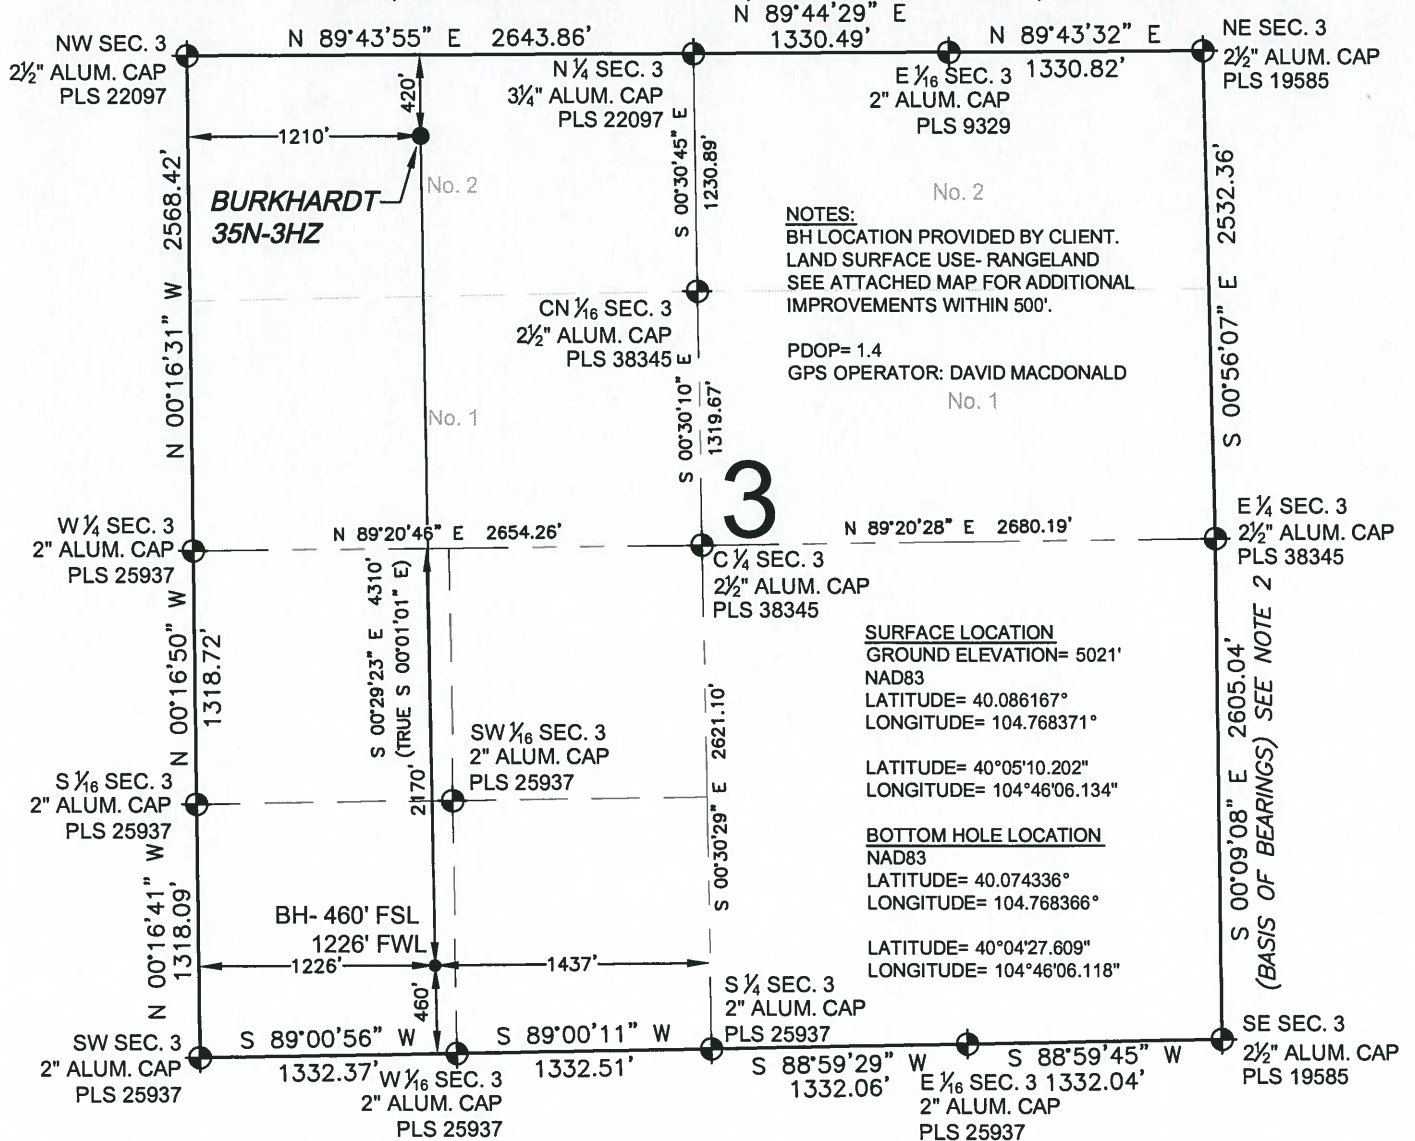 N 89°44'29" E
1330.49'
N 89°43'55" E 2643.86'
N 89°43'32" E
1330.82'
NW SEC. 3
2½" ALUM. CAP
PLS 22097
N ¼ SEC. 3
3¼" ALUM. CAP
PLS 22097
E 1⁄16 SEC. 3
2" ALUM. CAP
PLS 9329
NE SEC. 3
2½" ALUM. CAP
PLS 19585
420'
1210'
BURKHARDT
35N-3HZ
No. 2
No. 2
N 00°16'31" W 2568.42'
S 00°30'45" E
1230.89'
S 00°56'07" E 2532.36'
NOTES:
BH LOCATION PROVIDED BY CLIENT.
LAND SURFACE USE- RANGELAND
SEE ATTACHED MAP FOR ADDITIONAL
IMPROVEMENTS WITHIN 500'.
PDOP= 1.4
GPS OPERATOR: DAVID MACDONALD
CN 1⁄16 SEC. 3
2½" ALUM. CAP
PLS 38345
No. 1
No. 1
S 00°30'10" E
1319.67'
3
W ¼ SEC. 3
2" ALUM. CAP
PLS 25937
N 89°20'46" E 2654.26'
N 89°20'28" E 2680.19'
E ¼ SEC. 3
2½" ALUM. CAP
PLS 38345
C ¼ SEC. 3
2½" ALUM. CAP
PLS 38345
N 00°16'50" W
1318.72'
S 00°29'23" E 4310'
(TRUE S 00°01'01" E)
2170'
SW 1⁄16 SEC. 3
2" ALUM. CAP
PLS 25937
S 00°30'29" E 2621.10'
SURFACE LOCATION
GROUND ELEVATION= 5021'
NAD83
LATITUDE= 40.086167°
LONGITUDE= 104.768371°
LATITUDE= 40°05'10.202"
LONGITUDE= 104°46'06.134"
BOTTOM HOLE LOCATION
NAD83
LATITUDE= 40.074336°
LONGITUDE= 104.768366°
LATITUDE= 40°04'27.609"
LONGITUDE= 104°46'06.118"
S 00°09'08" E 2605.04'
(BASIS OF BEARINGS) SEE NOTE 2
S 1⁄16 SEC. 3
2" ALUM. CAP
PLS 25937
N 00°16'41" W
1318.09'
BH- 460' FSL
1226' FWL
1226'
1437'
460'
S ¼ SEC. 3
2" ALUM. CAP
PLS 25937
SW SEC. 3
2" ALUM. CAP
PLS 25937
S 89°00'56" W
1332.37'
W 1⁄16 SEC. 3
2" ALUM. CAP
PLS 25937
S 89°00'11" W
1332.51'
S 88°59'29" W
1332.06'
E 1⁄16 SEC. 3
2" ALUM. CAP
PLS 25937
S 88°59'45" W
1332.04'
SE SEC. 3
2½" ALUM. CAP
PLS 19585